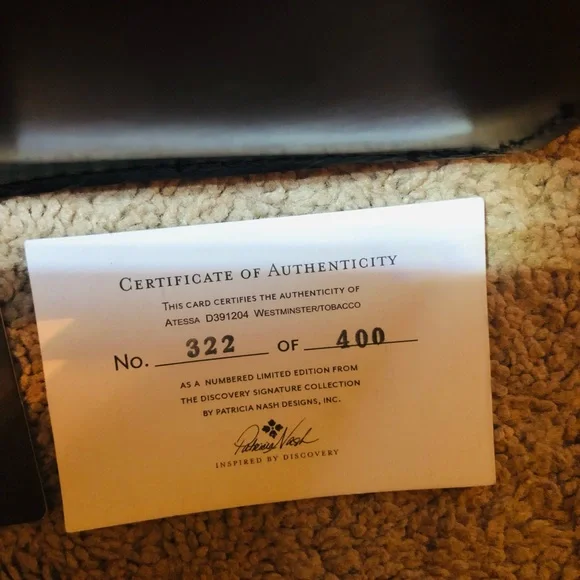 CERTIFICATE OF AUTHENTICITY
THIS CARD CERTIFIES THE AUTHENTICITY OF
ATESSA D391204 WESTMINSTER/TOBACCO
No. 322 OF 400
AS A NUMBERED LIMITED EDITION FROM
THE DISCOVERY SIGNATURE COLLECTION
BY PATRICIA NASH DESIGNS, INC.
Patricia Nash
INSPIRED BY DISCOVERY